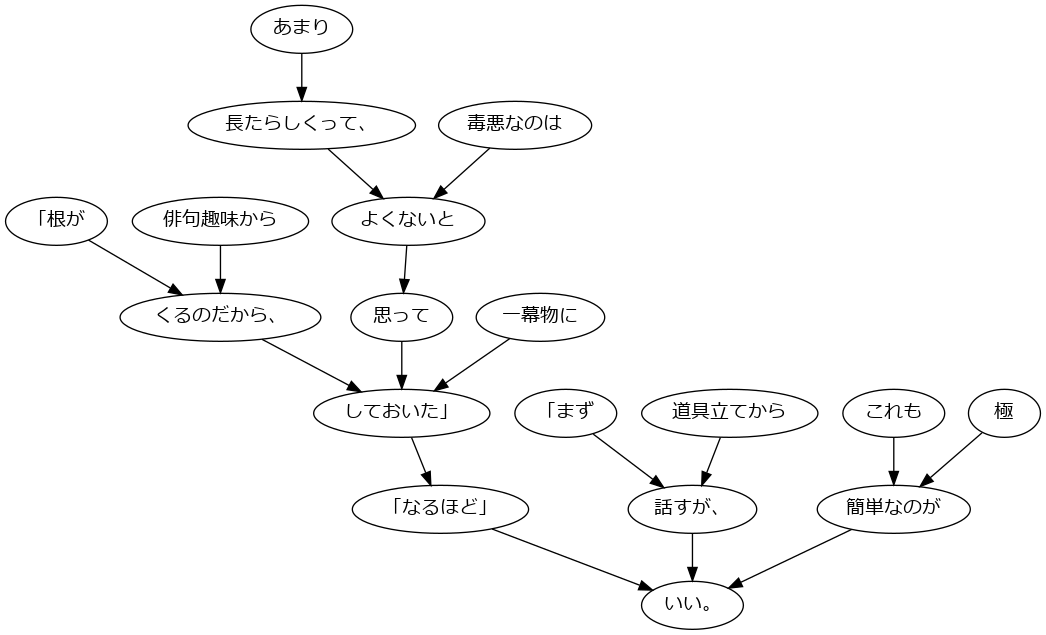 あまり
長たらしくって、
毒悪なのは
「根が
俳句趣味から
よくないと
くるのだから、
思って
一幕物に
しておいた」
「まず
道具立てから
これも
極
「なるほど」
話すが、
簡単なのが
いい。